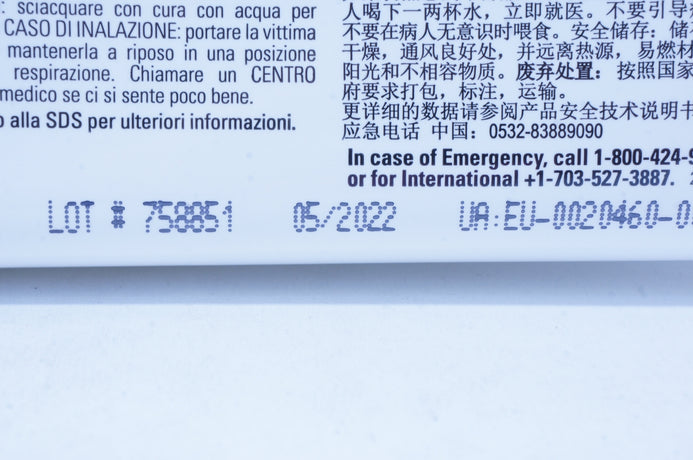 : sciacquare con cura con acqua per
CASO DI INALAZIONE: portare la vittima
mantenerla a riposo in una posizione
respirazione. Chiamare un CENTRO
medico se ci si sente poco bene.
o alla SDS per ulteriori informazioni.
人喝下一两杯水，立即就医。不要引导
不要在病人无意识时喂食。安全储存：储
干燥，通风良好处，并远离热源，易燃材
阳光和不相容物质。废弃处置：按照国家
府要求打包，标注，运输。
更详细的数据请参阅产品安全技术说明书
应急电话 中国：0532-83889090
In case of Emergency, call 1-800-424-
or for International +1-703-527-3887.
LOT # 758851 05/2022 UA:EU-0020460-0